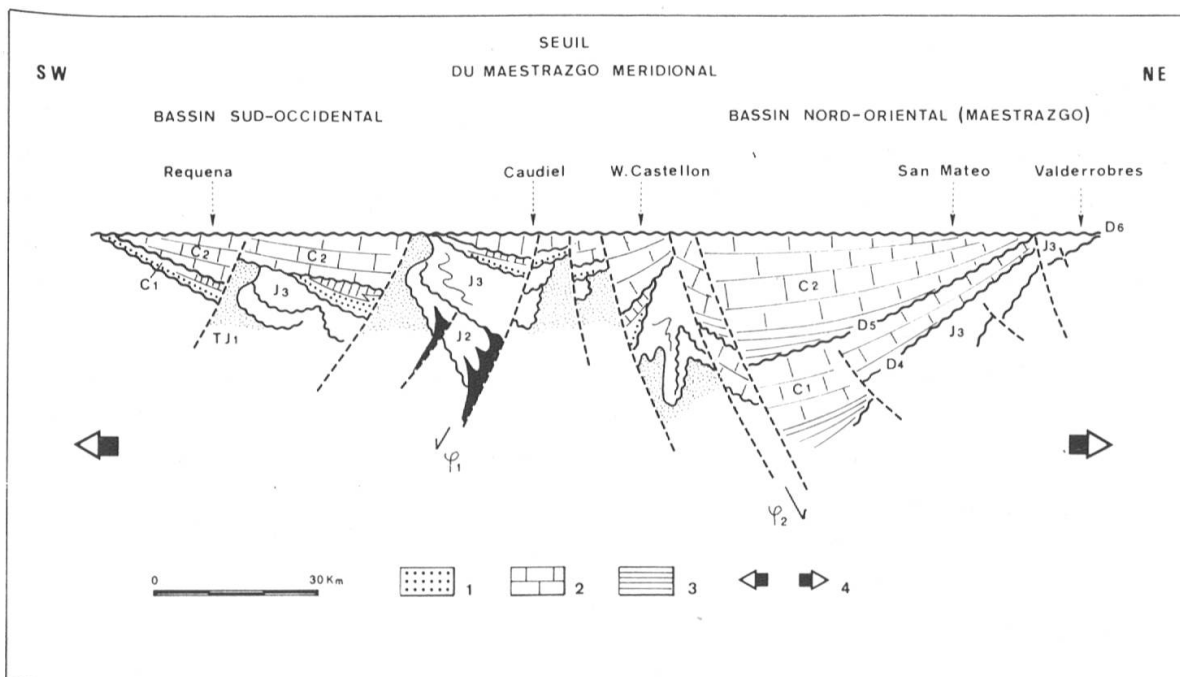 SEUIL
DU MAESTRAZGO MERIDIONAL
SW
NE
BASSIN SUD-OCCIDENTAL
BASSIN NORD-ORIENTAL (MAESTRAZGO)
Requena
Caudiel
W. Castellon
San Mateo
Valderrobres
D6
C2
C2
J3
J3
J3
C1
TJ1
J2
C2
D5
J3
D4
C1
φ1
φ2
0
30 Km
1
2
3
4